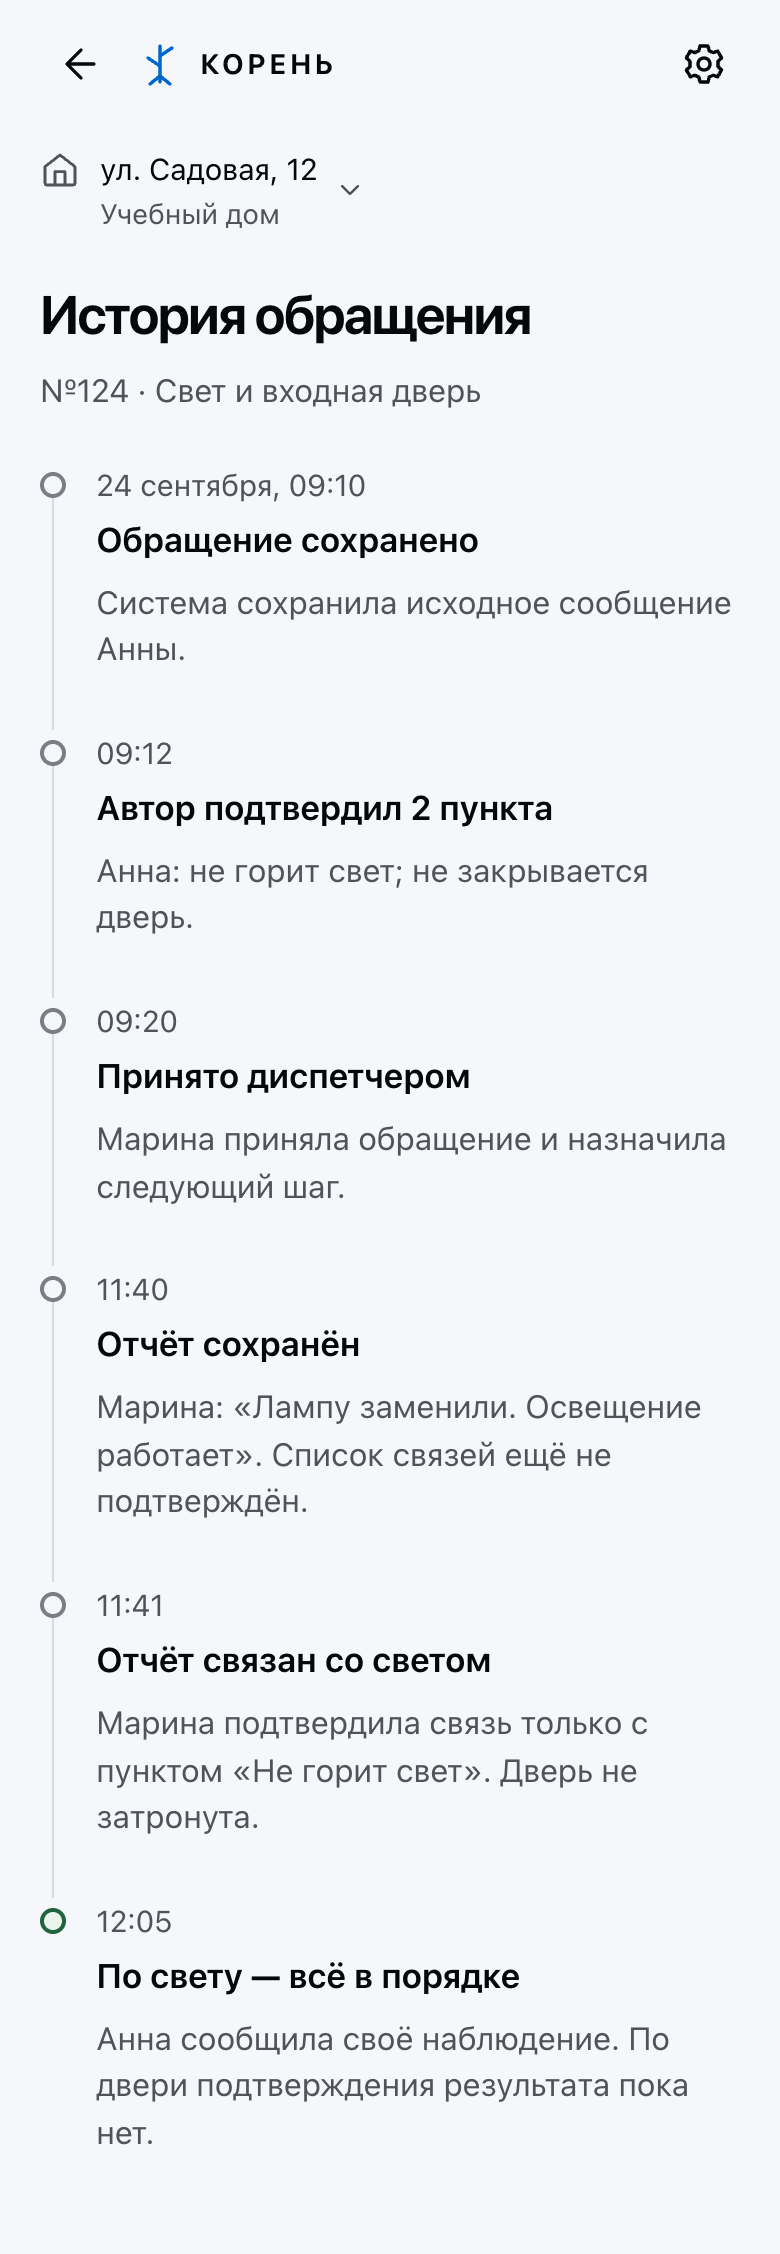 КОРЕНЬ
ул. Садовая, 12
Учебный дом
История обращения
№124 · Свет и входная дверь
24 сентября, 09:10
Обращение сохранено
Система сохранила исходное сообщение
Анны.
09:12
Автор подтвердил 2 пункта
Анна: не горит свет; не закрывается
дверь.
09:20
Принято диспетчером
Марина приняла обращение и назначила
следующий шаг.
11:40
Отчёт сохранён
Марина: «Лампу заменили. Освещение
работает». Список связей ещё не
подтверждён.
11:41
Отчёт связан со светом
Марина подтвердила связь только с
пунктом «Не горит свет». Дверь не
затронута.
12:05
По свету — всё в порядке
Анна сообщила своё наблюдение. По
двери подтверждения результата пока
нет.